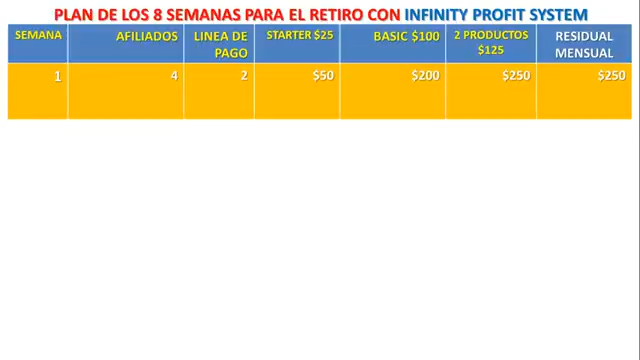 PLAN DE LOS 8 SEMANAS PARA EL RETIRO CON INFINITY PROFIT SYSTEM
SEMANA AFILIADOS LINEA DE PAGO STARTER $25 BASIC $100 2 PRODUCTOS $125 RESIDUAL MENSUAL
1 4 2 $50 $200 $250 $250